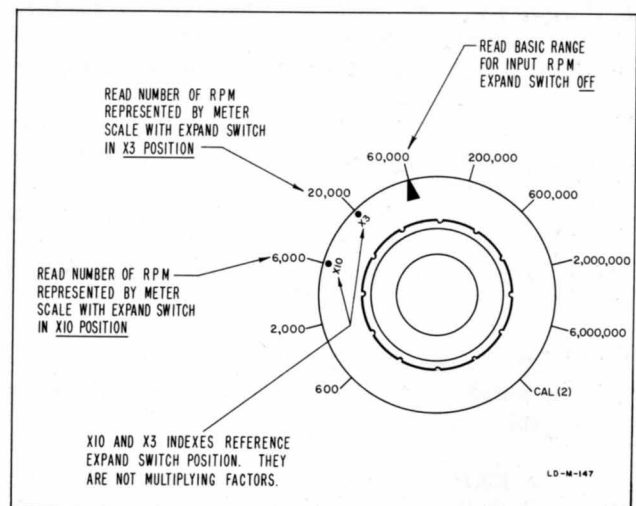 READ BASIC RANGE
FOR INPUT RPM
EXPAND SWITCH OFF
READ NUMBER OF RPM
REPRESENTED BY METER
SCALE WITH EXPAND SWITCH
IN X3 POSITION
60,000
200,000
20,000
600,000
X3
6,000
X10
2,000,000
READ NUMBER OF RPM
REPRESENTED BY METER
SCALE WITH EXPAND SWITCH
IN X10 POSITION
2,000
6,000,000
600
CAL (2)
X10 AND X3 INDEXES REFERENCE
EXPAND SWITCH POSITION. THEY
ARE NOT MULTIPLYING FACTORS.
LD-M-147